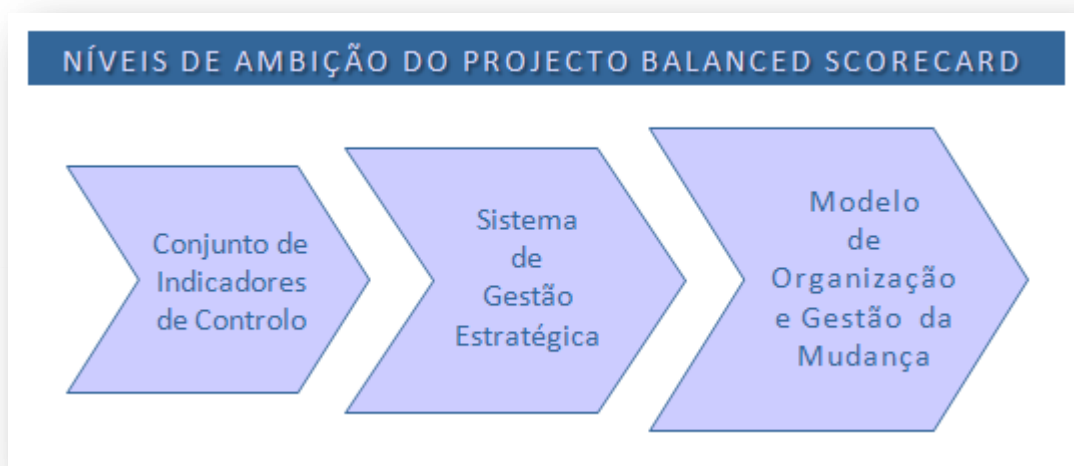 NÍVEIS DE AMBIÇÃO DO PROJECTO BALANCED SCORECARD
Conjunto de
Indicadores
de Controlo
Sistema
de
Gestão
Estratégica
Modelo
de
Organização
e Gestão da
Mudança